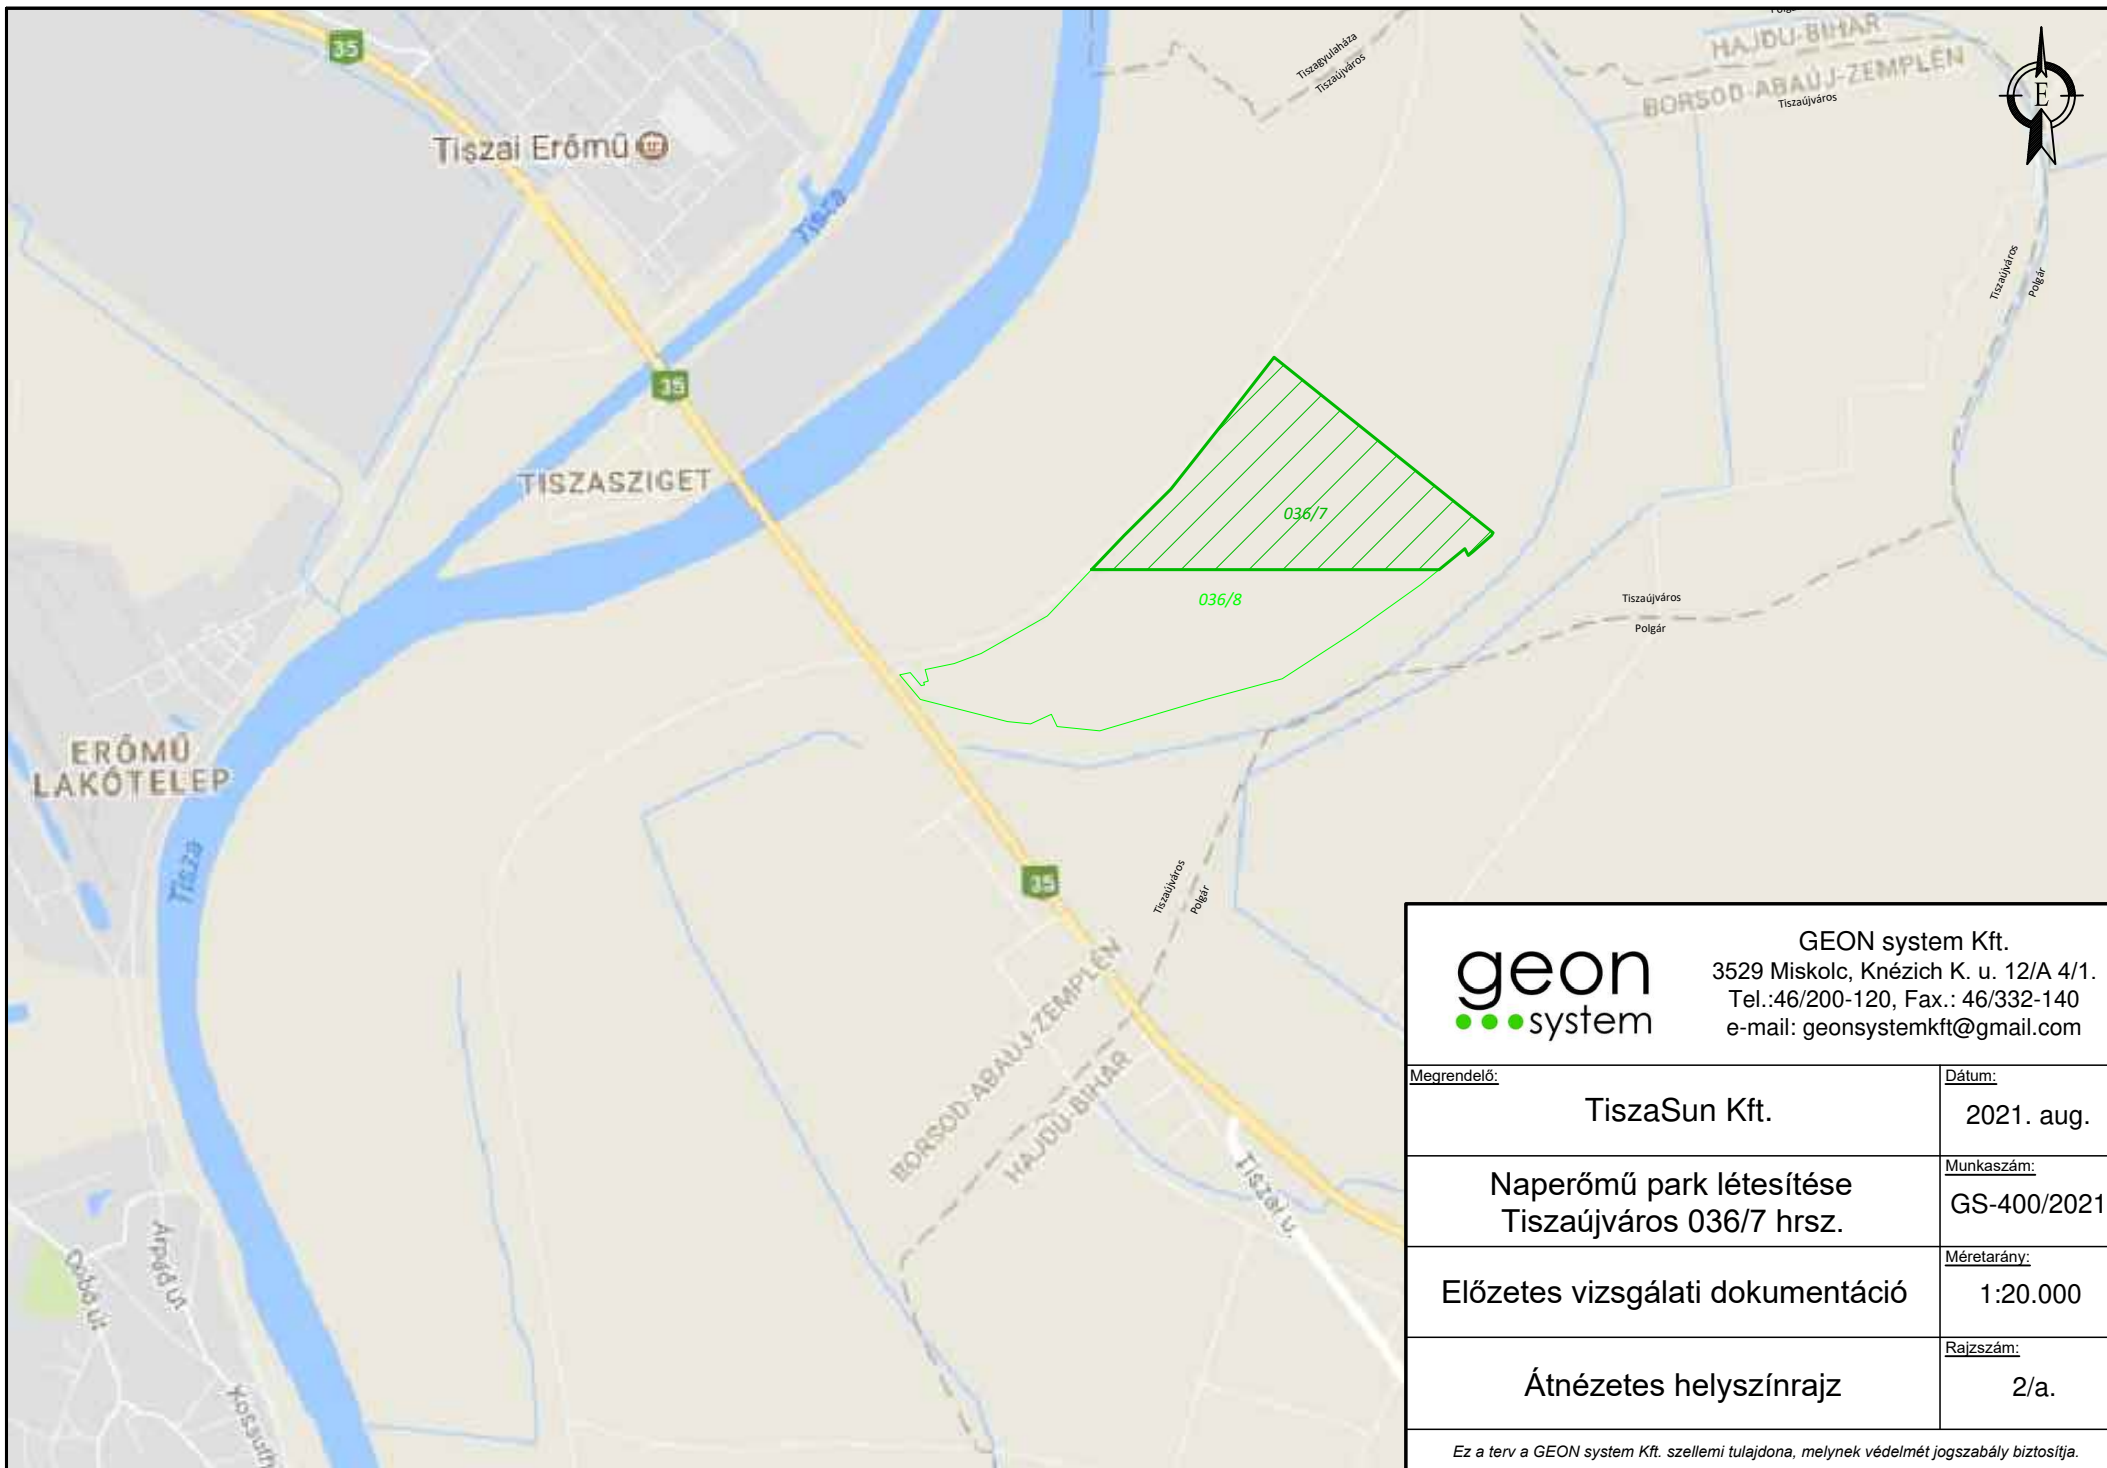 35
Tiszai Erőmű
Tisza
Tiszagyulaháza
Tiszaújváros
HAJDÚ-BIHAR
BORSOD-ABAÚJ-ZEMPLÉN
Tiszaújváros
É
Tiszaújváros
Polgár
35
TISZASZIGET
036/7
036/8
Tiszaújváros
Polgár
ERŐMŰ
LAKÓTELEP
Tisza
35
Tiszaújváros
Polgár
BORSOD-ABAÚJ-ZEMPLÉN
HAJDÚ-BIHAR
Tiszai u.
Árpád út
Dobó út
Kossuth
geon
system
GEON system Kft.
3529 Miskolc, Knézich K. u. 12/A 4/1.
Tel.:46/200-120, Fax.: 46/332-140
e-mail: geonsystemkft@gmail.com
Megrendelő:
TiszaSun Kft.
Dátum:
2021. aug.
Naperőmű park létesítése
Tiszaújváros 036/7 hrsz.
Munkaszám:
GS-400/2021
Előzetes vizsgálati dokumentáció
Méretarány:
1:20.000
Átnézetes helyszínrajz
Rajzszám:
2/a.
Ez a terv a GEON system Kft. szellemi tulajdona, melynek védelmét jogszabály biztosítja.